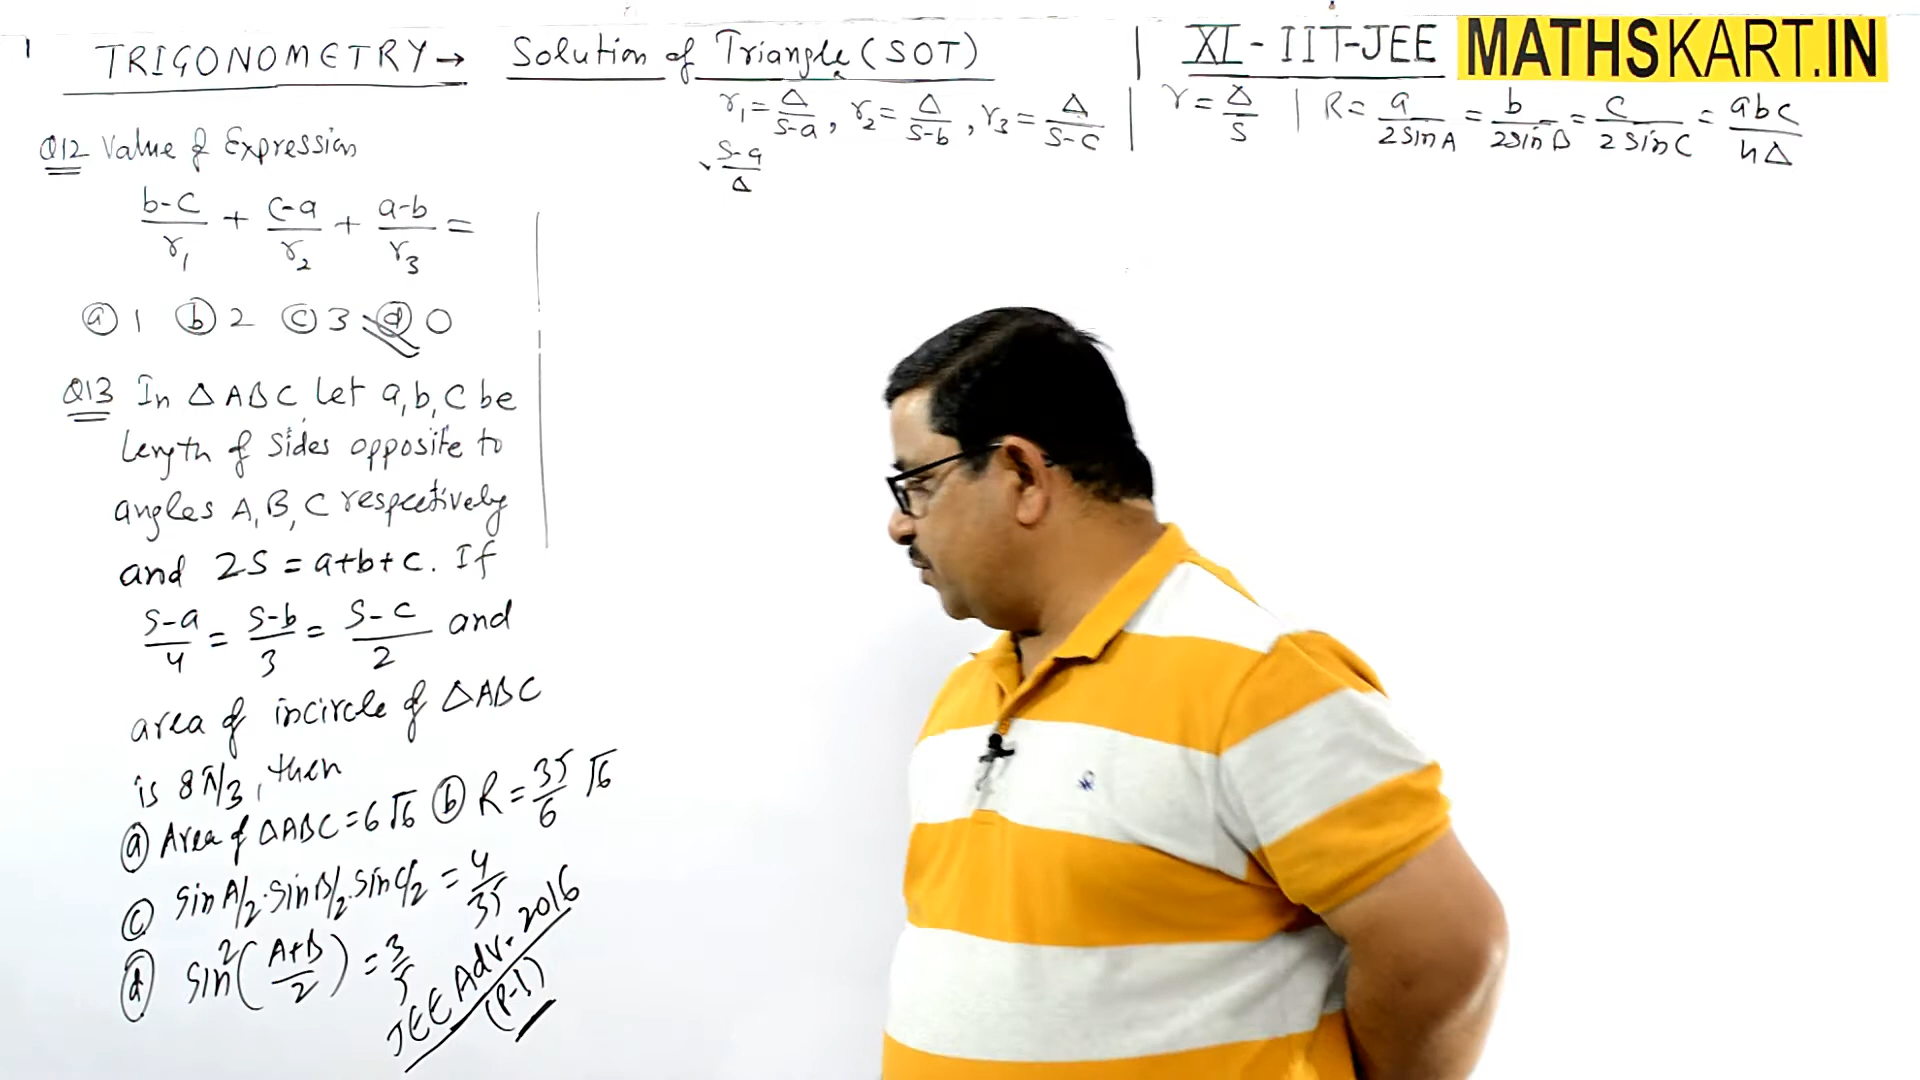 1
TRIGONOMETRY → Solution of Triangle (SOT) | XI - IIT-JEE
MATHSKART.IN
r₁ = Δ/(s-a), r₂ = Δ/(s-b), r₃ = Δ/(s-c) | r = Δ/s | R = a/(2 sin A) = b/(2 sin B) = c/(2 sin C) = abc/(4Δ)
(s-a)/Δ
Q12 Value of Expression
(b-c)/r₁ + (c-a)/r₂ + (a-b)/r₃ =
(a) 1 (b) 2 (c) 3 (d) 0
Q13 In Δ ABC Let a, b, c be
length of sides opposite to
angles A, B, C respectively
and 2S = a+b+c. If
(s-a)/4 = (s-b)/3 = (s-c)/2 and
area of incircle of ΔABC
is 8π/3, then
(a) Area of ΔABC = 6√6 (b) R = 35/6 √6
(c) sin A/2 . sin B/2 . sin C/2 = 4/35
(d) sin²((A+B)/2) = 3/5
JEE Adv. 2016
(P-1)